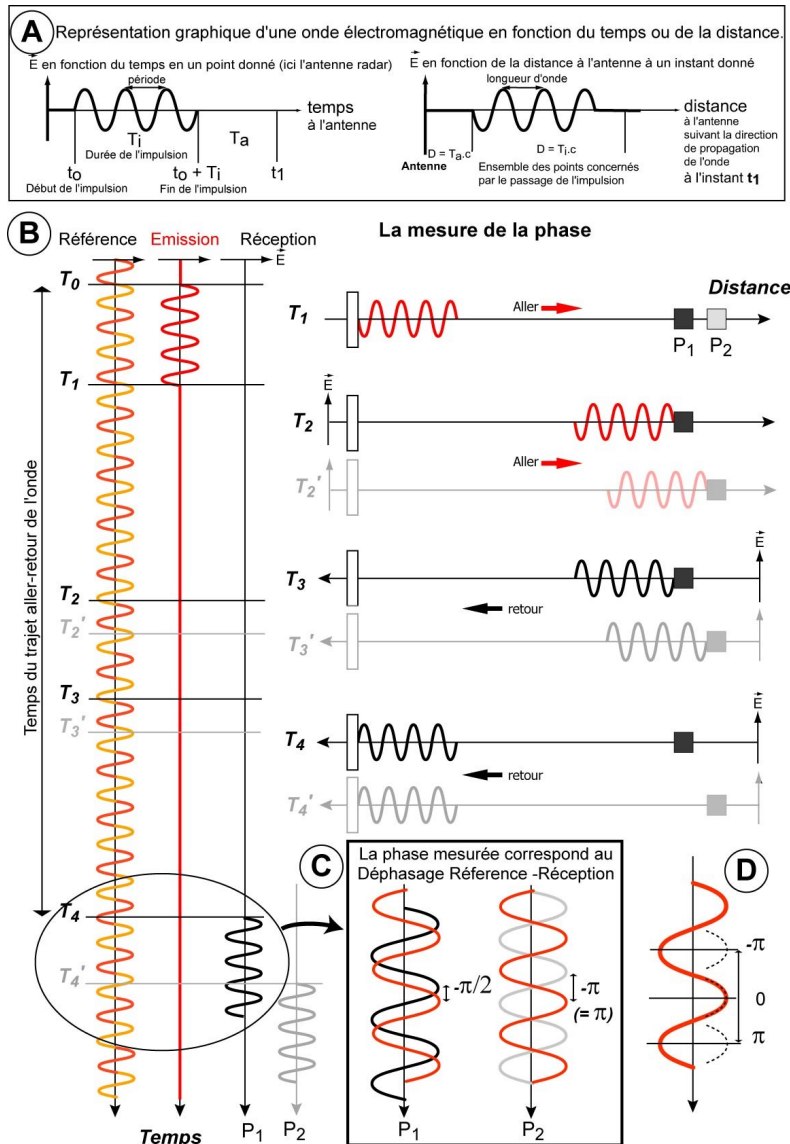 A
Représentation graphique d'une onde électromagnétique en fonction du temps ou de la distance.
E en fonction du temps en un point donné (ici l'antenne radar)
période
temps
à l'antenne
Ti
Durée de l'impulsion
Ta
to
Début de l'impulsion
to + Ti
Fin de l'impulsion
t1
E en fonction de la distance à l'antenne à un instant donné
longueur d'onde
distance
à l'antenne
suivant la direction
de propagation
de l'onde
à l'instant t1
D = Ta.c
D = Ti.c
Antenne
Ensemble des points concernés
par le passage de l'impulsion
B
Référence
Emission
Réception
E
La mesure de la phase
T0
T1
T2
T2'
T3
T3'
T4
T4'
Temps du trajet aller-retour de l'onde
Temps
P1
P2
Distance
T1
Aller
P1
P2
E
T2
Aller
T2'
E
T3
retour
T3'
E
T4
retour
T4'
C
La phase mesurée correspond au
Déphasage Réference -Réception
-π/2
-π
(= π)
P1
P2
D
-π
0
π